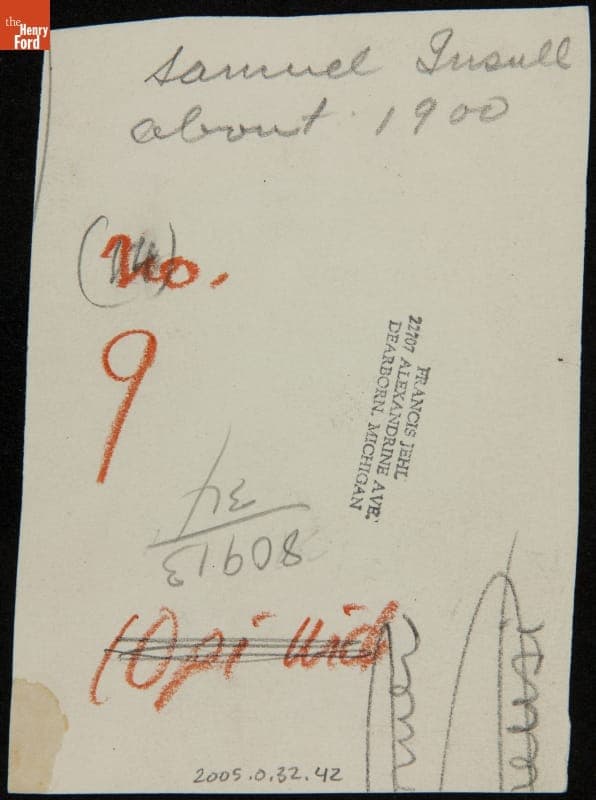 the
Henry
Ford
Samuel Insull
about 1900
No.
9
FRANCIS JEHL
22707 ALEXANDRINE AVE.
DEARBORN, MICHIGAN
34
80913
2005.0.32.42